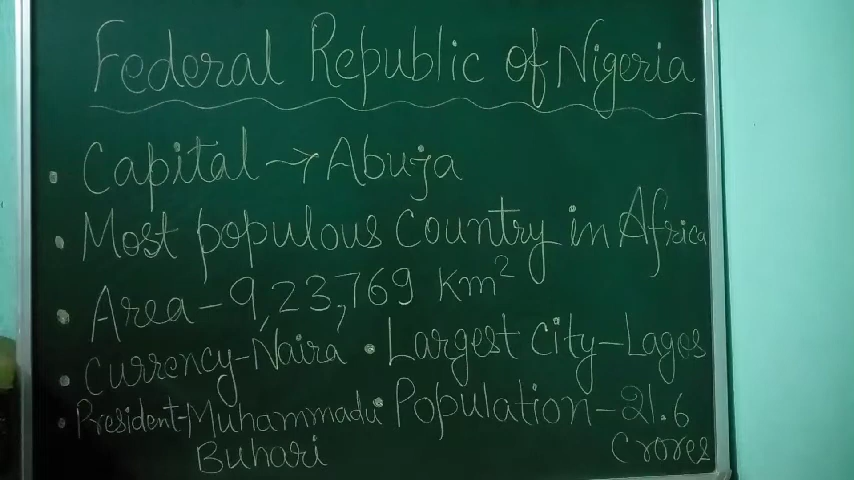 Federal Republic of Nigeria
• Capital → Abuja
• Most populous country in Africa
• Area - 9,23,769 Km²
• Currency - Naira • Largest city - Lagos
• President - Muhammadu Buhari • Population - 21.6 Crores